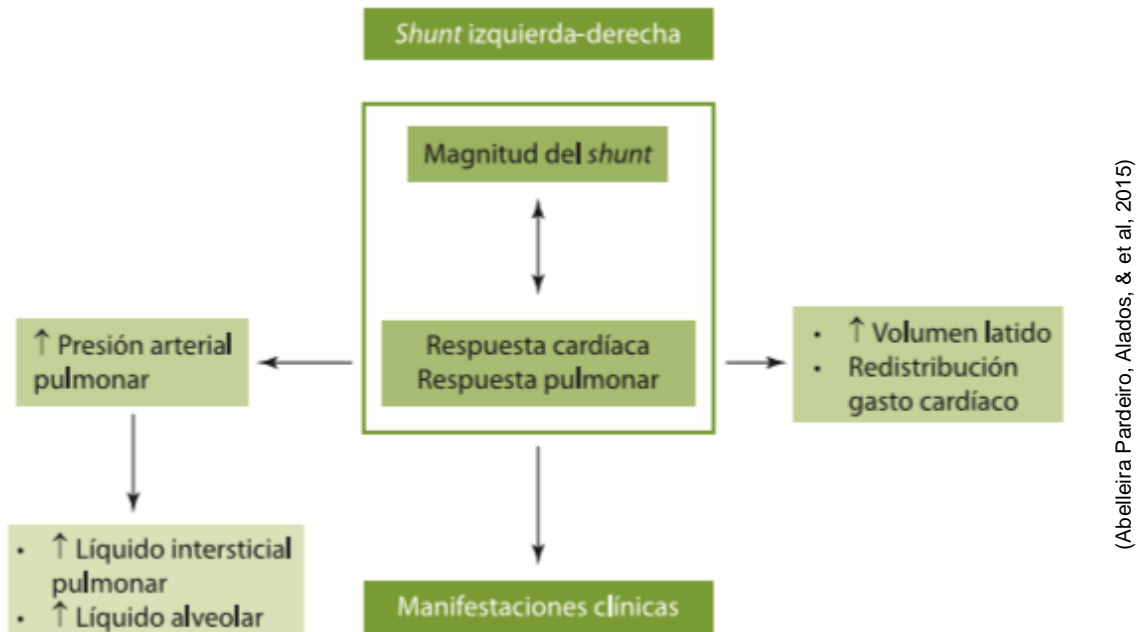 Shunt izquierda-derecha
Magnitud del shunt
Respuesta cardíaca
Respuesta pulmonar
↑ Presión arterial
pulmonar
• ↑ Volumen latido
• Redistribución
gasto cardíaco
• ↑ Líquido intersticial
pulmonar
• ↑ Líquido alveolar
Manifestaciones clínicas
(Abelleira Pardeiro, Alados, & et al, 2015)